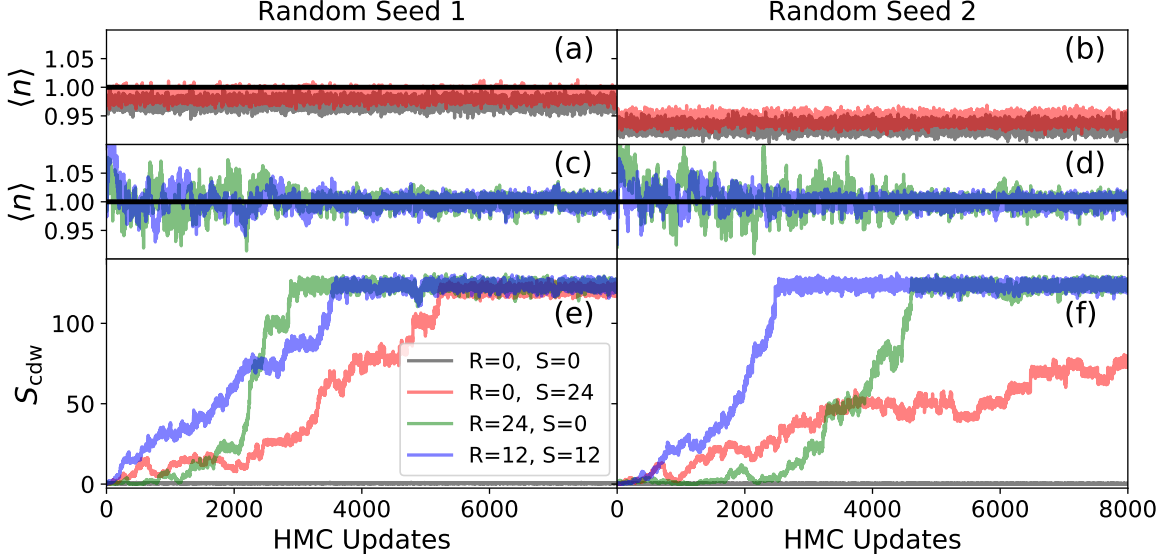 Random Seed 1
Random Seed 2
(a)
(b)
1.05
1.00
0.95
⟨n⟩
(c)
(d)
1.05
1.00
0.95
⟨n⟩
(e)
(f)
100
50
0
S_cdw
R=0, S=0
R=0, S=24
R=24, S=0
R=12, S=12
0 2000 4000 6000
0 2000 4000 6000 8000
HMC Updates
HMC Updates